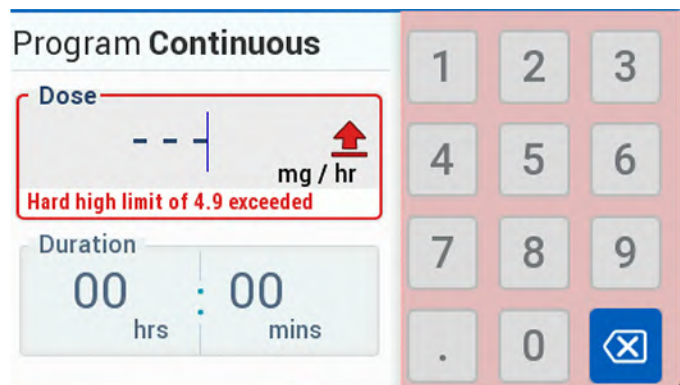 Program Continuous
Dose
---
mg / hr
Hard high limit of 4.9 exceeded
Duration
00 : 00
hrs mins
1 2 3
4 5 6
7 8 9
. 0